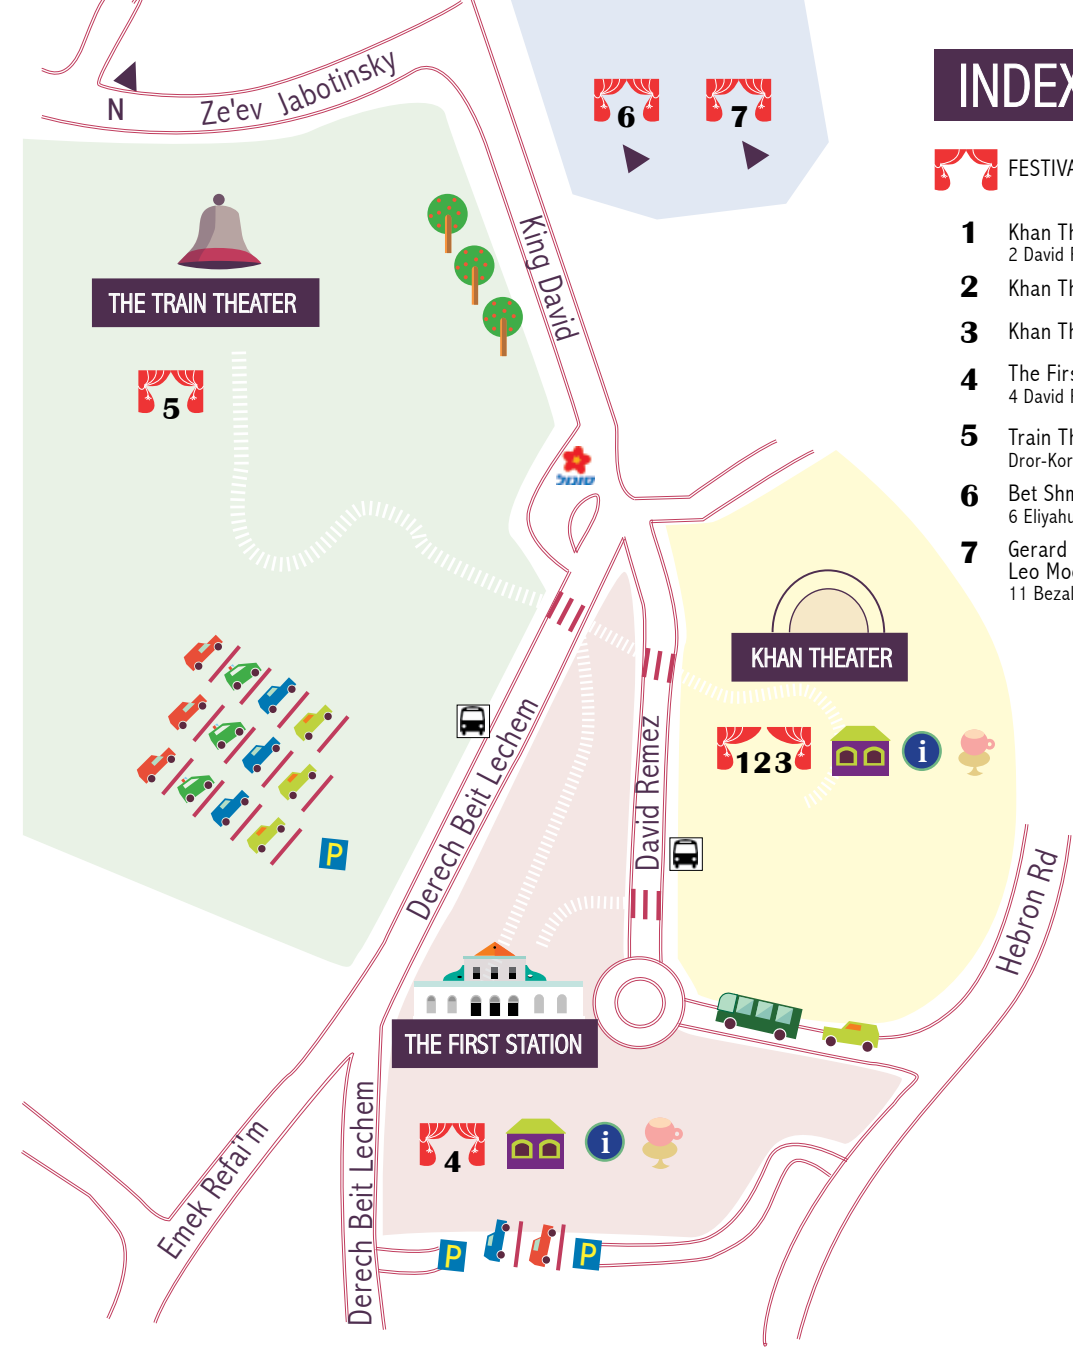 N
Ze'ev Jabotinsky
6
7
INDEX
FESTIVA
THE TRAIN THEATER
King David
1 Khan Th
2 David R
2 Khan Th
3 Khan Th
4 The Firs
4 David R
5 Train Th
Dror-Kor
6 Bet Shm
6 Eliyahu
7 Gerard
Leo Mod
11 Bezal
5
סונול
KHAN THEATER
123
i
Derech Beit Lechem
David Remez
P
Hebron Rd
THE FIRST STATION
4
i
Emek Refai'm
Derech Beit Lechem
P
P